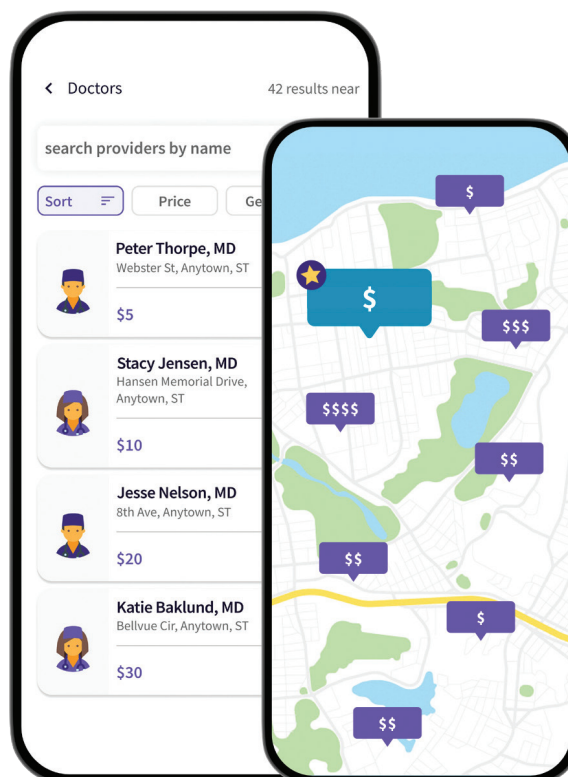 Doctors
42 results near
search providers by name
Sort
Price
Peter Thorpe, MD
Webster St, Anytown, ST
$5
Stacy Jensen, MD
Hansen Memorial Drive,
Anytown, ST
$10
Jesse Nelson, MD
8th Ave, Anytown, ST
$20
Katie Baklund, MD
Bellvue Cir, Anytown, ST
$30
$
$
$$$
$$$$
$$
$$
$
$$